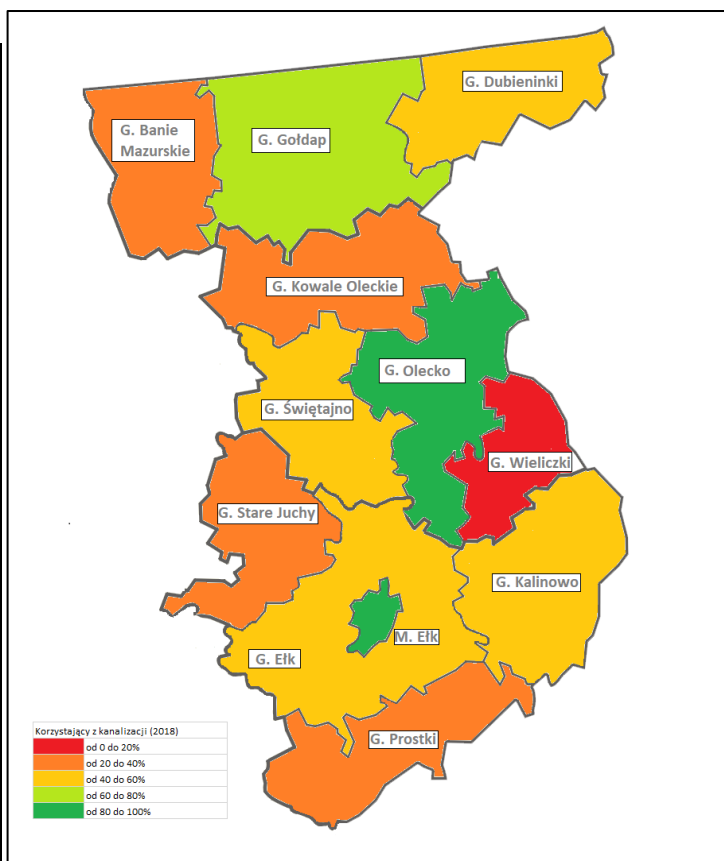 G. Dubieninki
G. Banie
Mazurskie
G. Gołdap
G. Kowale Oleckie
G. Olecko
G. Świętajno
G. Wieliczki
G. Stare Juchy
G. Kalinowo
M. Ełk
G. Ełk
G. Prostki
Korzystający z kanalizacji (2018)
od 0 do 20%
od 20 do 40%
od 40 do 60%
od 60 do 80%
od 80 do 100%